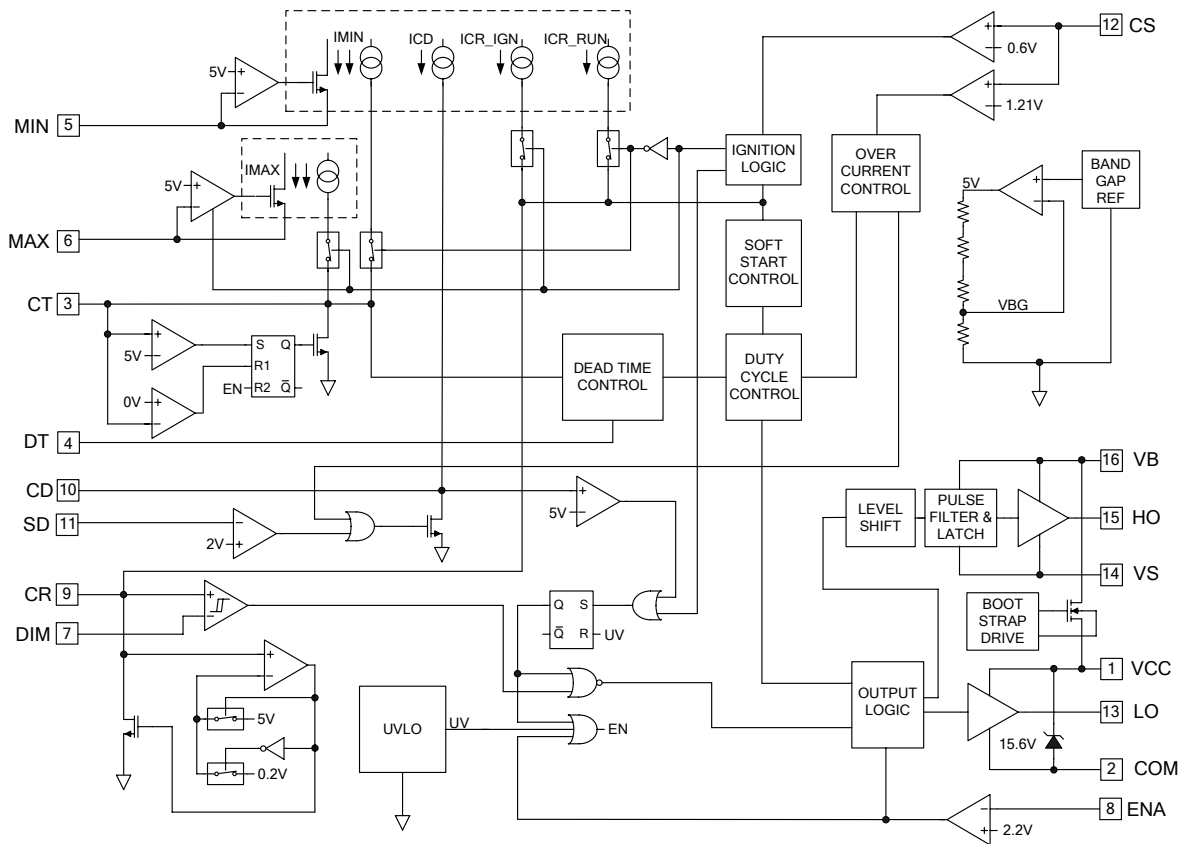 IMIN
ICD
ICR_IGN
ICR_RUN
5V
+
−
MIN 5
IMAX
5V
+
−
MAX 6
CT 3
+
5V −
0V +
−
S Q
R1
EN R2 Q̅
DT 4
CD 10
SD 11
−
2V +
CR 9
DIM 7
+
−
+
−
5V
0.2V
12 CS
+
− 0.6V
+
− 1.21V
IGNITION
LOGIC
OVER
CURRENT
CONTROL
SOFT
START
CONTROL
DEAD TIME
CONTROL
DUTY
CYCLE
CONTROL
5V
+
−
BAND
GAP
REF
VBG
+
5V −
Q S
Q̅ R UV
UVLO
UV
EN
OUTPUT
LOGIC
LEVEL
SHIFT
PULSE
FILTER &
LATCH
16 VB
15 HO
14 VS
BOOT
STRAP
DRIVE
1 VCC
13 LO
15.6V
2 COM
8 ENA
−
+ 2.2V